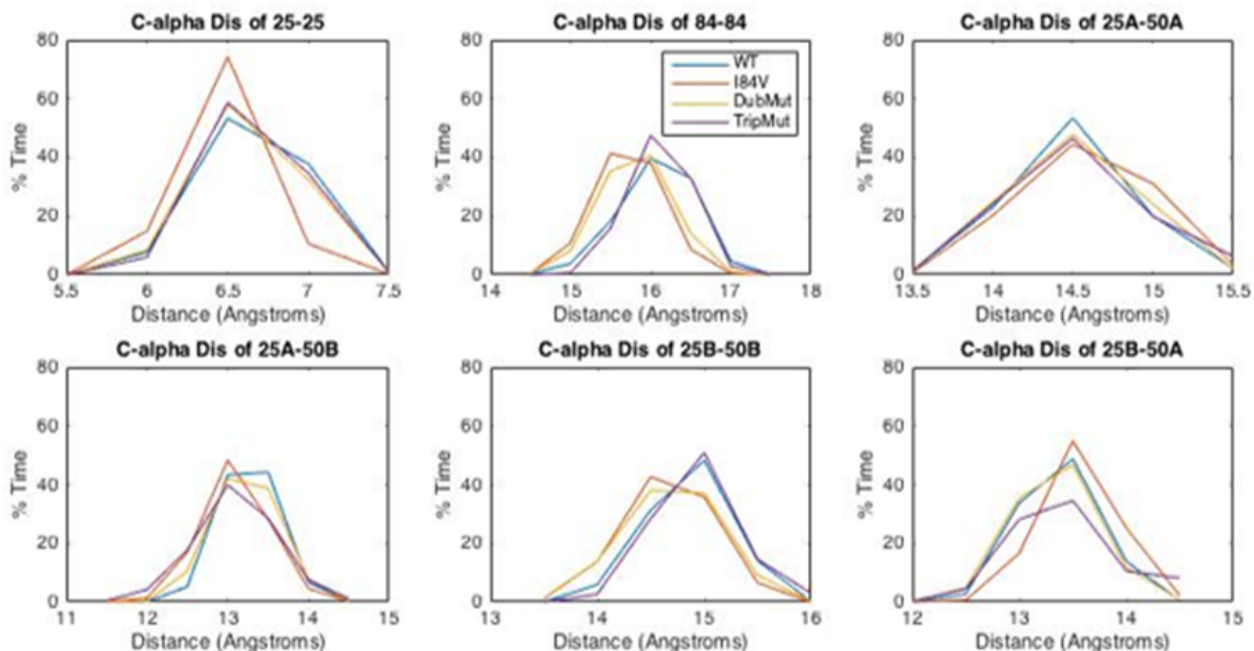 C-alpha Dis of 25-25
80
60
40
20
0
% Time
5.5 6 6.5 7 7.5
Distance (Angstroms)
C-alpha Dis of 84-84
80
60
40
20
0
% Time
WT
I84V
DubMut
TripMut
14 15 16 17 18
Distance (Angstroms)
C-alpha Dis of 25A-50A
80
60
40
20
0
% Time
13.5 14 14.5 15 15.5
Distance (Angstroms)
C-alpha Dis of 25A-50B
80
60
40
20
0
% Time
11 12 13 14 15
Distance (Angstroms)
C-alpha Dis of 25B-50B
80
60
40
20
0
% Time
13 14 15 16
Distance (Angstroms)
C-alpha Dis of 25B-50A
80
60
40
20
0
% Time
12 13 14 15
Distance (Angstroms)